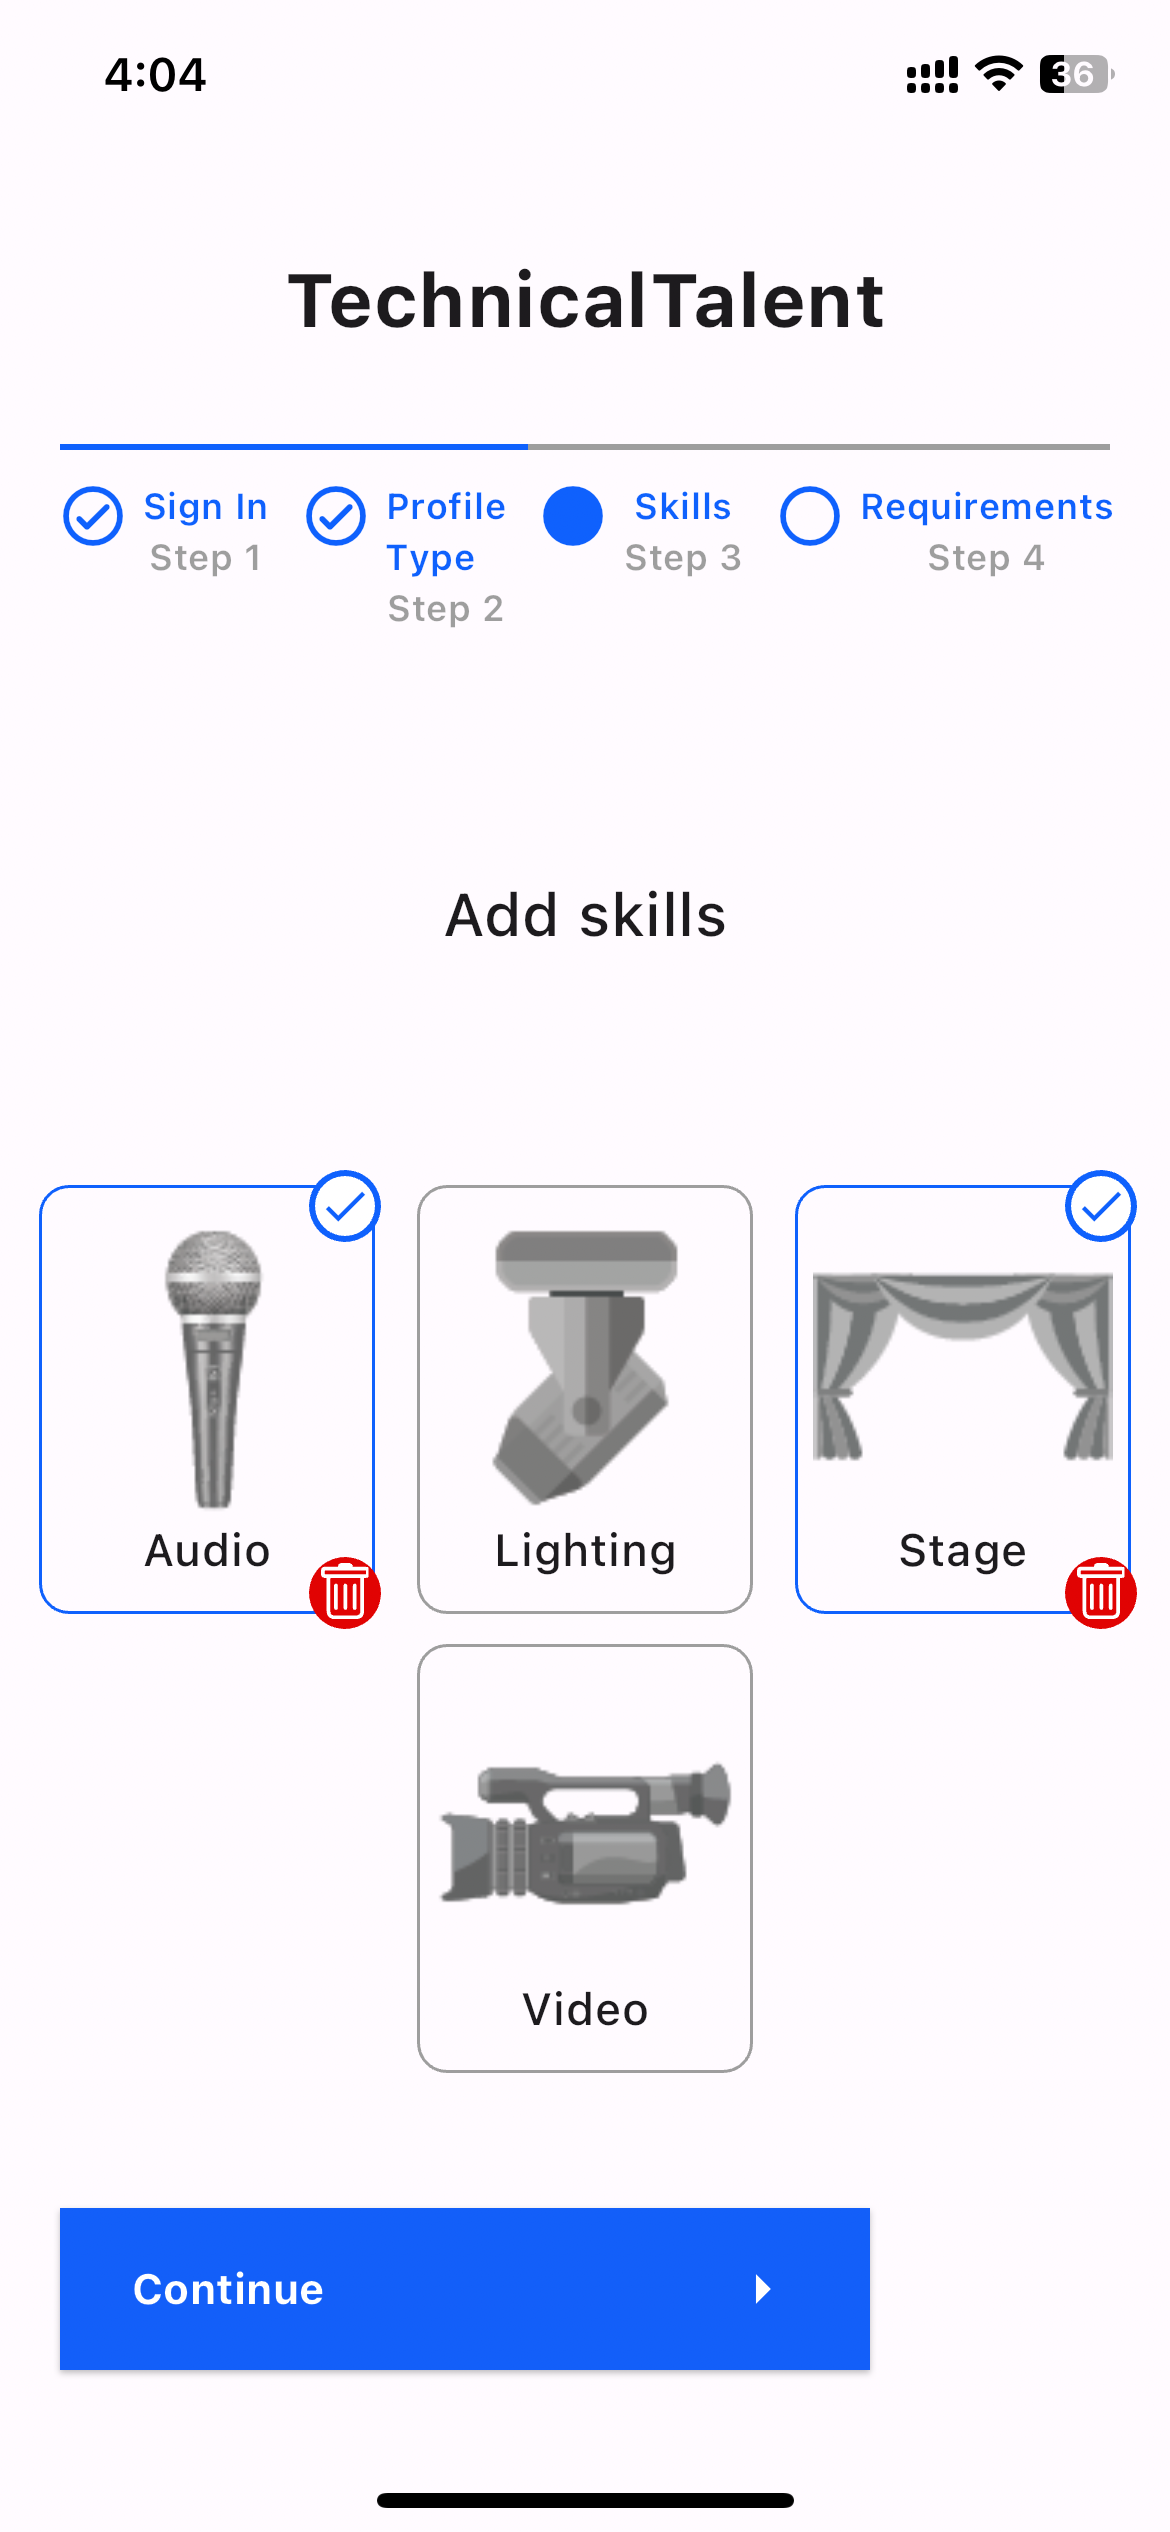 4:04
36
TechnicalTalent
Sign In
Step 1
Profile
Type
Step 2
Skills
Step 3
Requirements
Step 4
Add skills
Audio
Lighting
Stage
Video
Continue